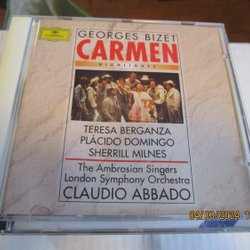 GEORGES BIZET
CARMEN
HIGHLIGHTS
TERESA BERGANZA
PLÁCIDO DOMINGO
SHERRILL MILNES
The Ambrosian Singers
London Symphony Orchestra
CLAUDIO ABBADO